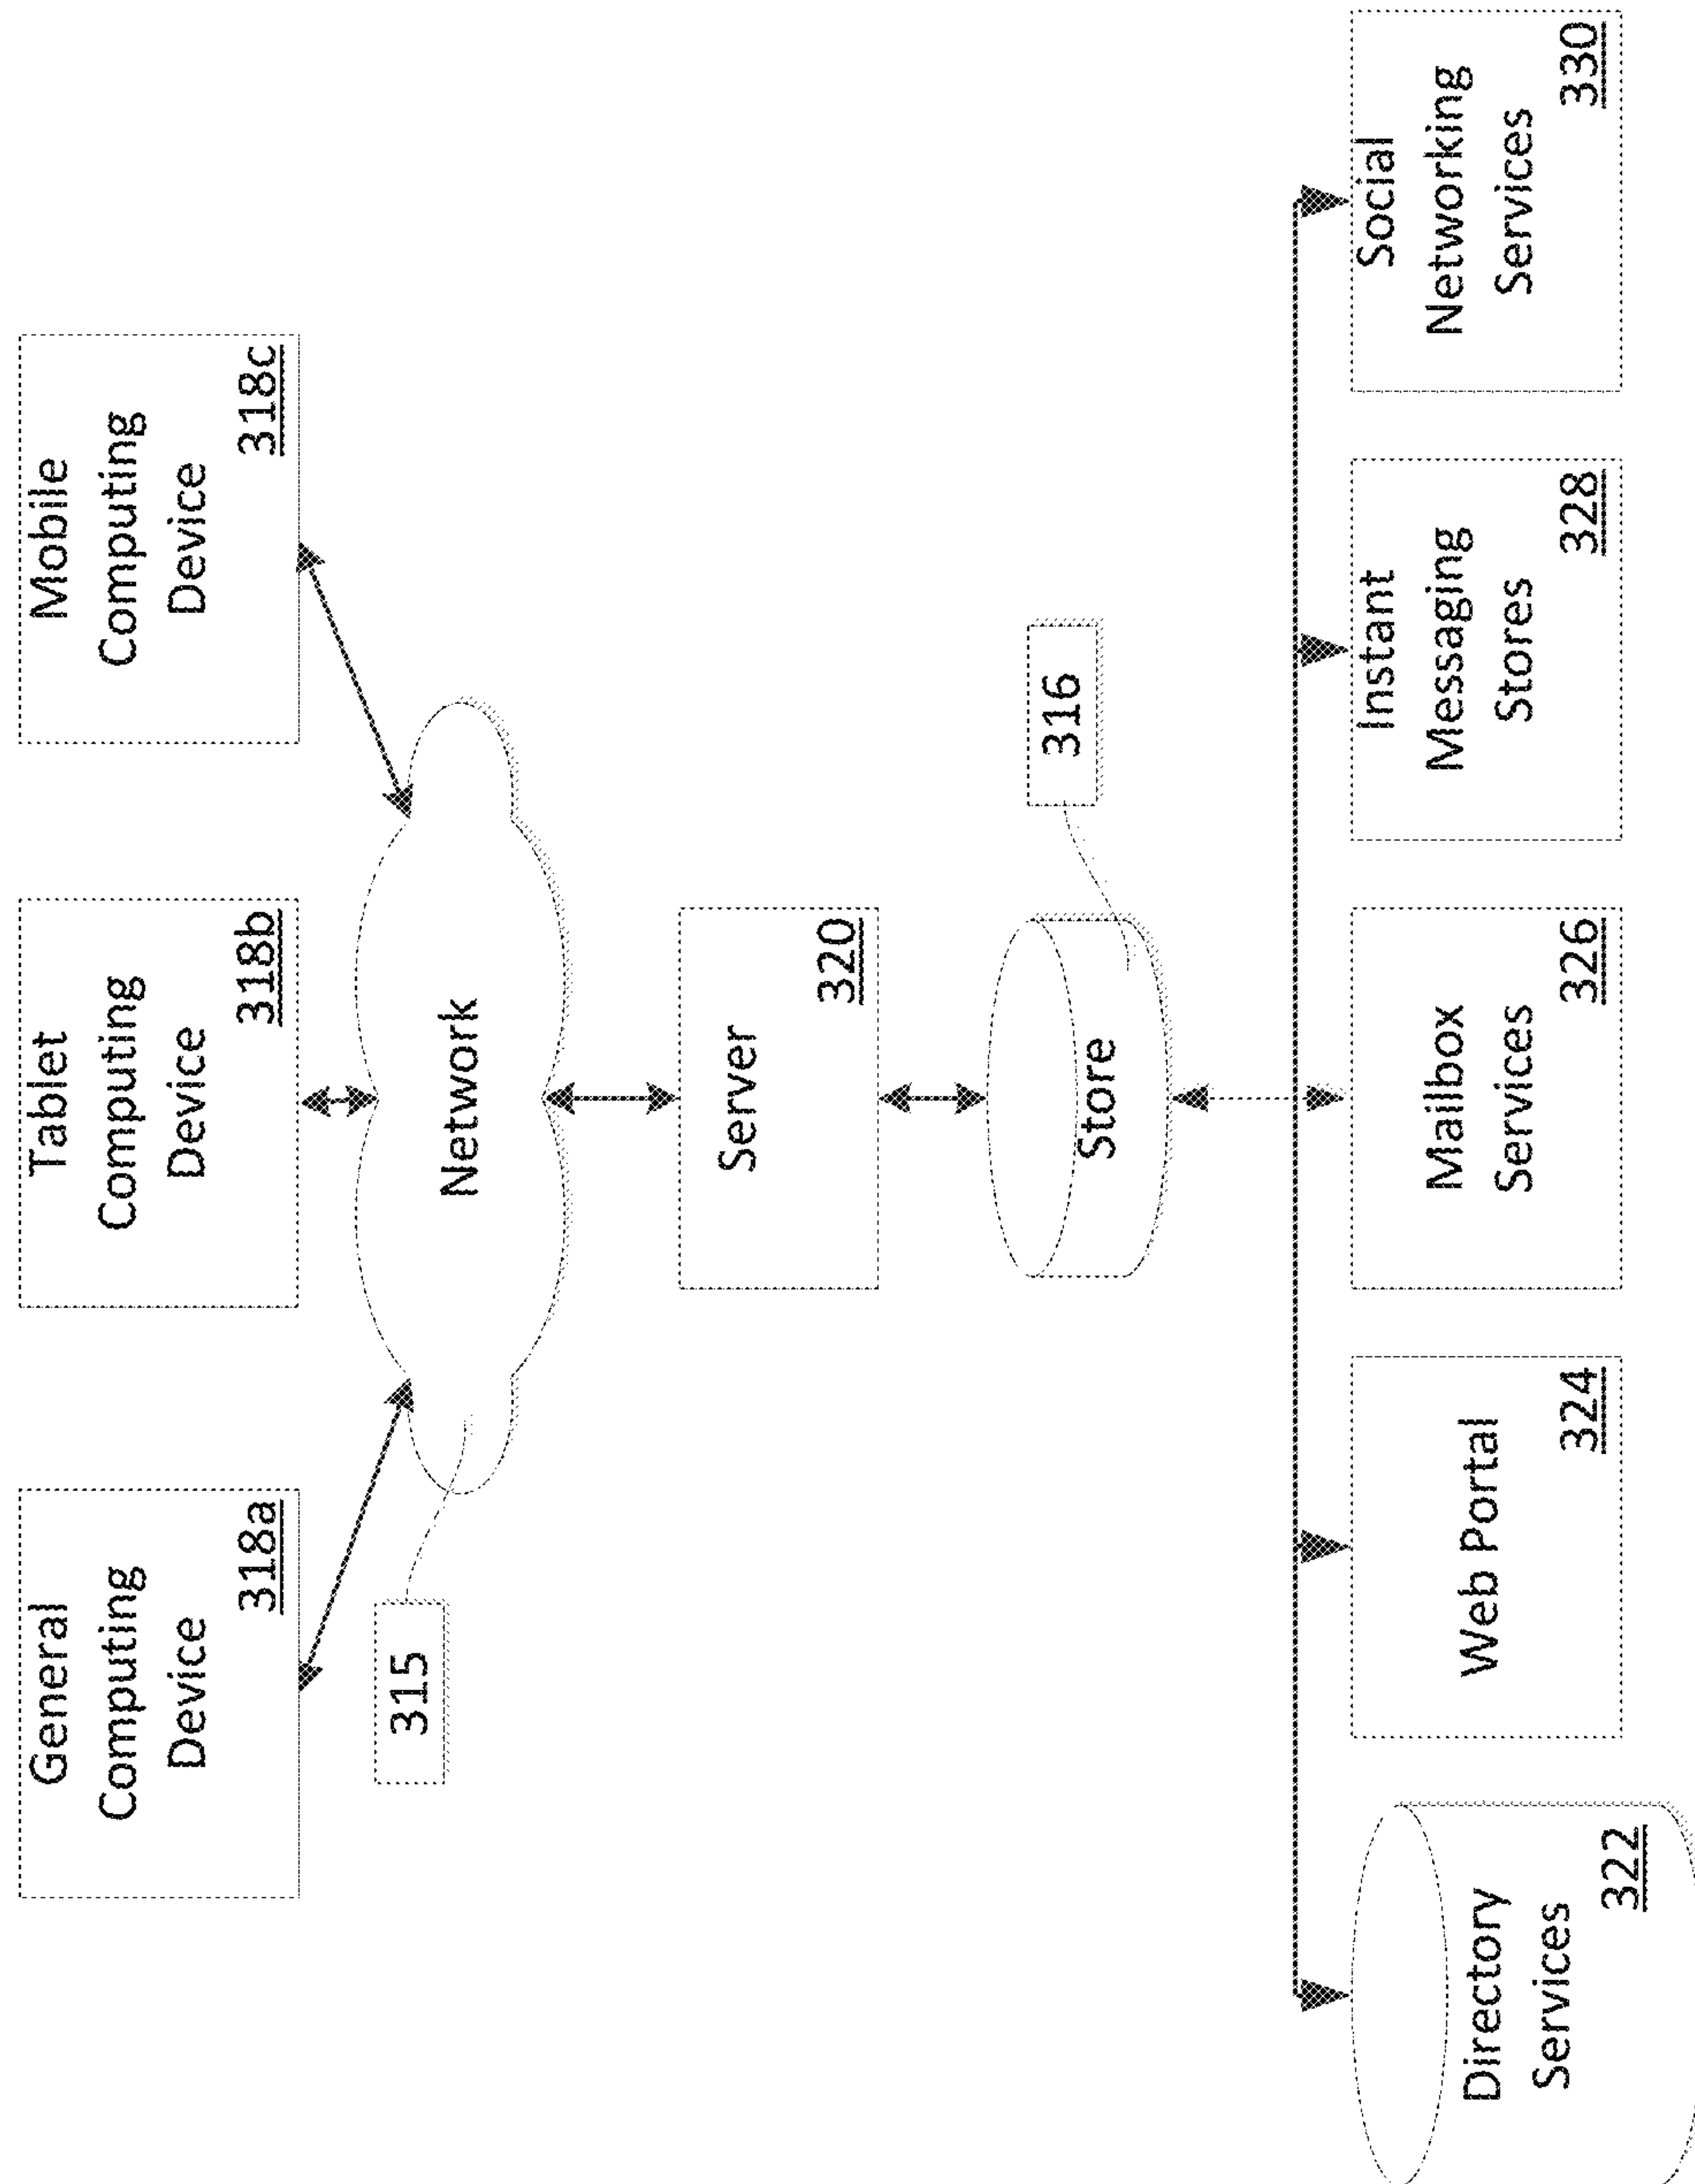 General
Computing
Device
318a
Tablet
Computing
Device
318b
Mobile
Computing
Device
318c
315
Network
Server
320
Store
316
Directory
Services
322
Web Portal
324
Mailbox
Services
326
Instant
Messaging
Stores
328
Social
Networking
Services
330